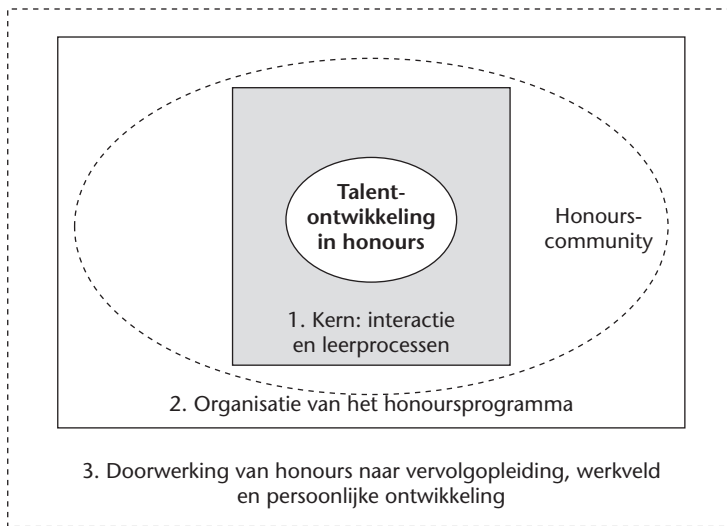 Talent-
ontwikkeling
in honours
Honours-
community
1. Kern: interactie
en leerprocessen
2. Organisatie van het honoursprogramma
3. Doorwerking van honours naar vervolgopleiding, werkveld
en persoonlijke ontwikkeling